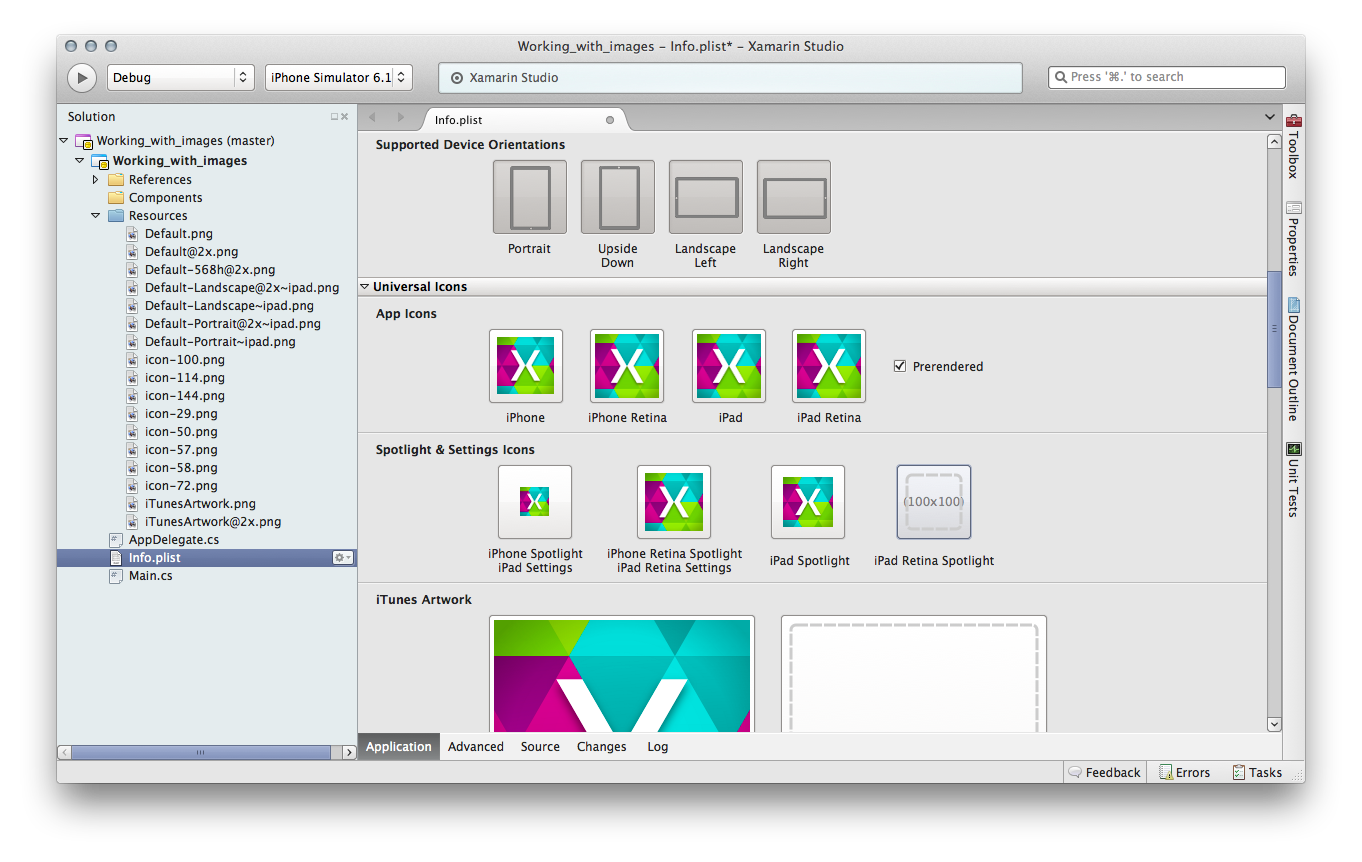 Working_with_images – Info.plist* – Xamarin Studio
Debug
iPhone Simulator 6.1
Xamarin Studio
Press '⌘.' to search
Solution
Working_with_images (master)
Working_with_images
References
Components
Resources
Default.png
Default@2x.png
Default-568h@2x.png
Default-Landscape@2x~ipad.png
Default-Landscape~ipad.png
Default-Portrait@2x~ipad.png
Default-Portrait~ipad.png
icon-100.png
icon-114.png
icon-144.png
icon-29.png
icon-50.png
icon-57.png
icon-58.png
icon-72.png
iTunesArtwork.png
iTunesArtwork@2x.png
AppDelegate.cs
Info.plist
Main.cs
Info.plist
Supported Device Orientations
Portrait
Upside
Down
Landscape
Left
Landscape
Right
Universal Icons
App Icons
iPhone
iPhone Retina
iPad
iPad Retina
Prerendered
Spotlight & Settings Icons
(100x100)
iPhone Spotlight
iPad Settings
iPhone Retina Spotlight
iPad Retina Settings
iPad Spotlight
iPad Retina Spotlight
iTunes Artwork
Application
Advanced
Source
Changes
Log
Toolbox
Properties
Document Outline
Unit Tests
Feedback
Errors
Tasks